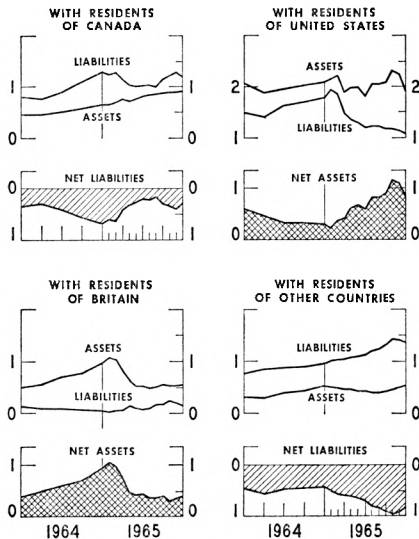 WITH RESIDENTS
OF CANADA
LIABILITIES
1
1
ASSETS
0
0
NET LIABILITIES
0
0
1
1
WITH RESIDENTS
OF UNITED STATES
ASSETS
2
2
LIABILITIES
1
1
NET ASSETS
1
1
0
0
WITH RESIDENTS
OF BRITAIN
ASSETS
1
1
LIABILITIES
0
0
NET ASSETS
1
1
0
0
1964
1965
WITH RESIDENTS
OF OTHER COUNTRIES
LIABILITIES
1
1
ASSETS
0
0
NET LIABILITIES
0
0
1
1
1964
1965